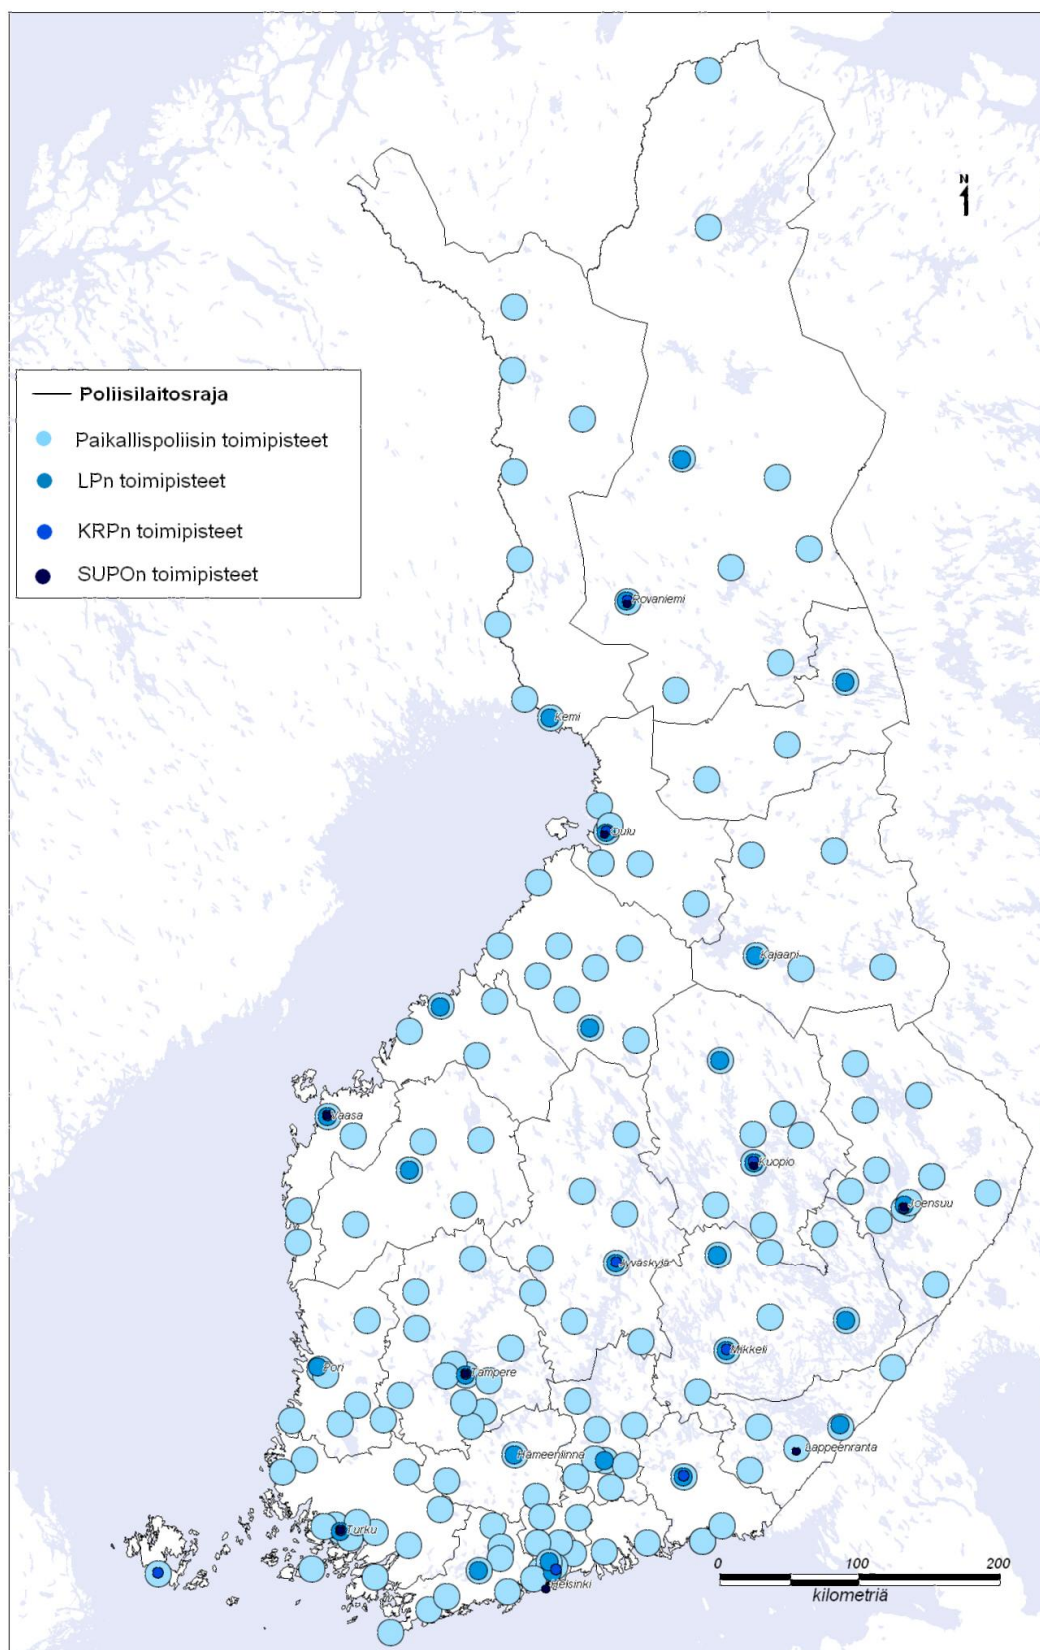 N
Poliisilaitosraja
Paikallispoliisin toimipisteet
LPn toimipisteet
KRPn toimipisteet
SUPOn toimipisteet
Rovaniemi
Kemi
Oulu
Kajaani
Vaasa
Kuopio
Joensuu
Jyväskylä
Mikkeli
Pori
Tampere
Lappeenranta
Hämeenlinna
Turku
Helsinki
0 100 200
kilometriä